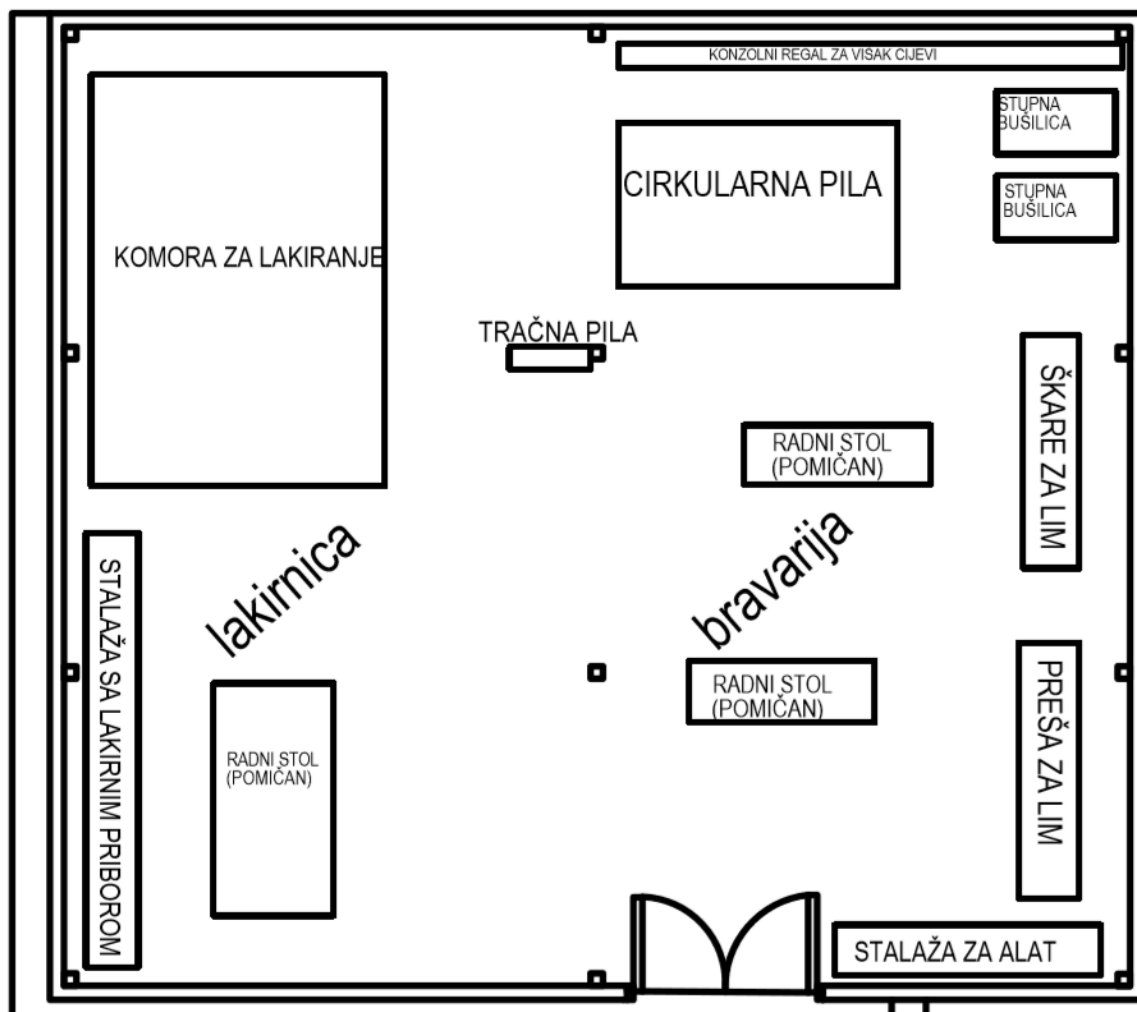 KONZOLNI REGAL ZA VIŠAK CIJEVI
STUPNA
BUŠILICA
CIRKULARNA PILA
STUPNA
BUŠILICA
KOMORA ZA LAKIRANJE
TRAČNA PILA
ŠKARE ZA LIM
RADNI STOL
(POMIČAN)
lakirnica
bravarija
STALAŽA SA LAKIRNIM PRIBOROM
RADNI STOL
(POMIČAN)
PREŠA ZA LIM
RADNI STOL
(POMIČAN)
STALAŽA ZA ALAT